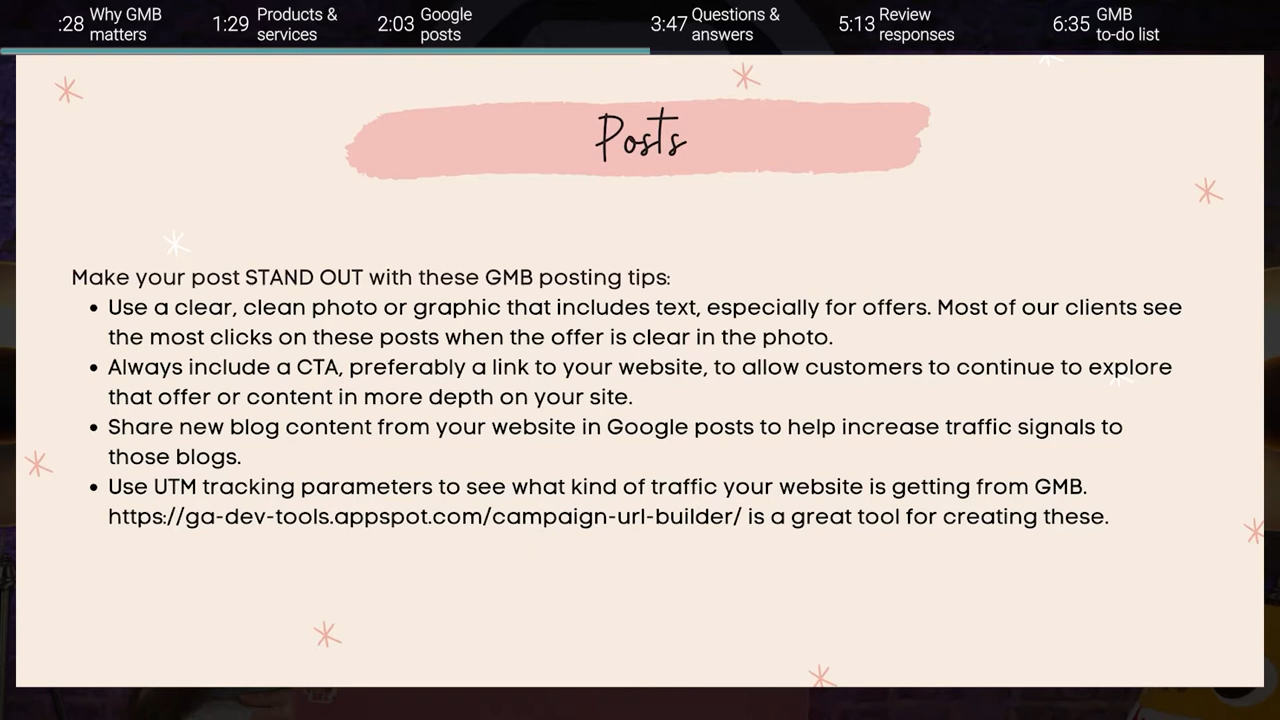 :28 Why GMB matters
1:29 Products & services
2:03 Google posts
3:47 Questions & answers
5:13 Review responses
6:35 GMB to-do list
Posts
Make your post STAND OUT with these GMB posting tips:
• Use a clear, clean photo or graphic that includes text, especially for offers. Most of our clients see
the most clicks on these posts when the offer is clear in the photo.
• Always include a CTA, preferably a link to your website, to allow customers to continue to explore
that offer or content in more depth on your site.
• Share new blog content from your website in Google posts to help increase traffic signals to
those blogs.
• Use UTM tracking parameters to see what kind of traffic your website is getting from GMB.
https://ga-dev-tools.appspot.com/campaign-url-builder/ is a great tool for creating these.